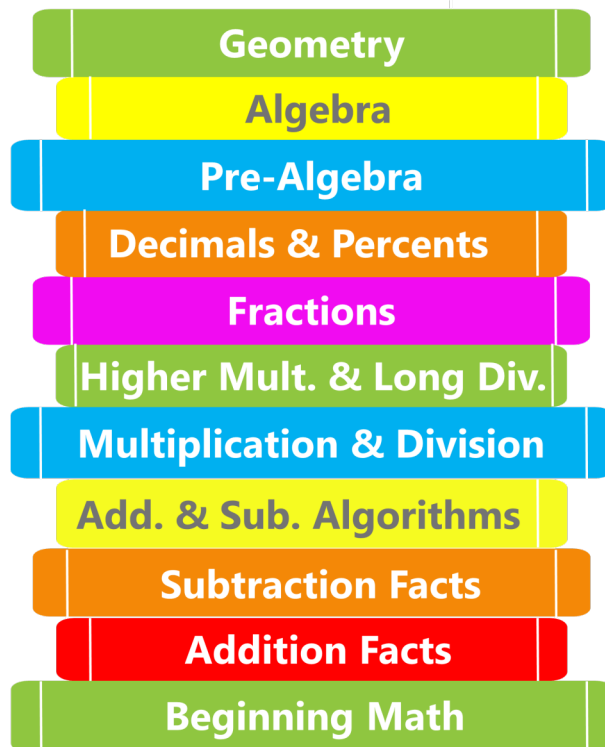 Geometry
Algebra
Pre-Algebra
Decimals & Percents
Fractions
Higher Mult. & Long Div.
Multiplication & Division
Add. & Sub. Algorithms
Subtraction Facts
Addition Facts
Beginning Math